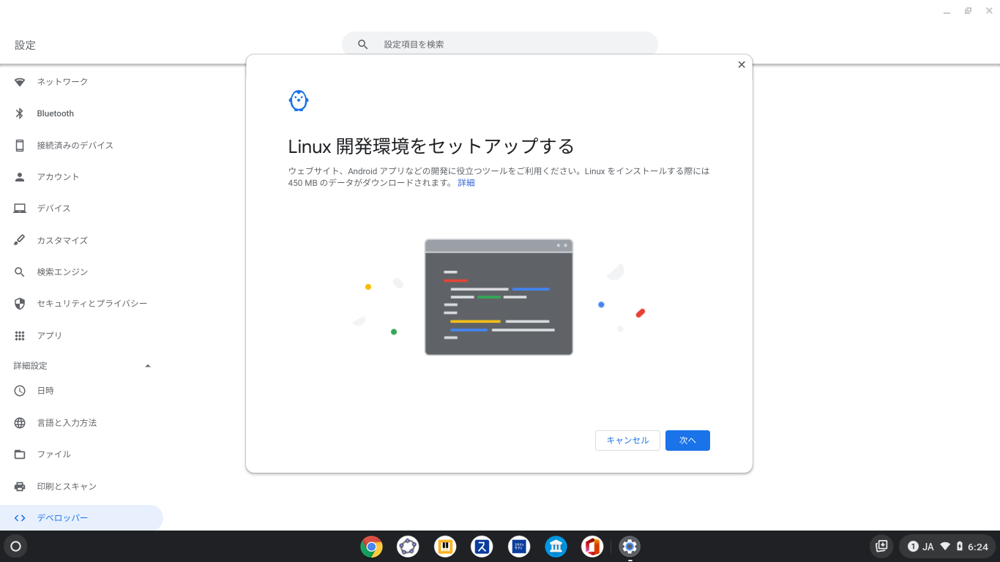 設定
設定項目を検索
ネットワーク
Bluetooth
接続済みのデバイス
アカウント
デバイス
カスタマイズ
検索エンジン
セキュリティとプライバシー
アプリ
詳細設定
日時
言語と入力方法
ファイル
印刷とスキャン
デベロッパー
Linux 開発環境をセットアップする
ウェブサイト、Android アプリなどの開発に役立つツールをご利用ください。Linux をインストールする際には
450 MB のデータがダウンロードされます。 詳細
キャンセル
次へ
ス
スタディ
サプリ
1 JA 6:24